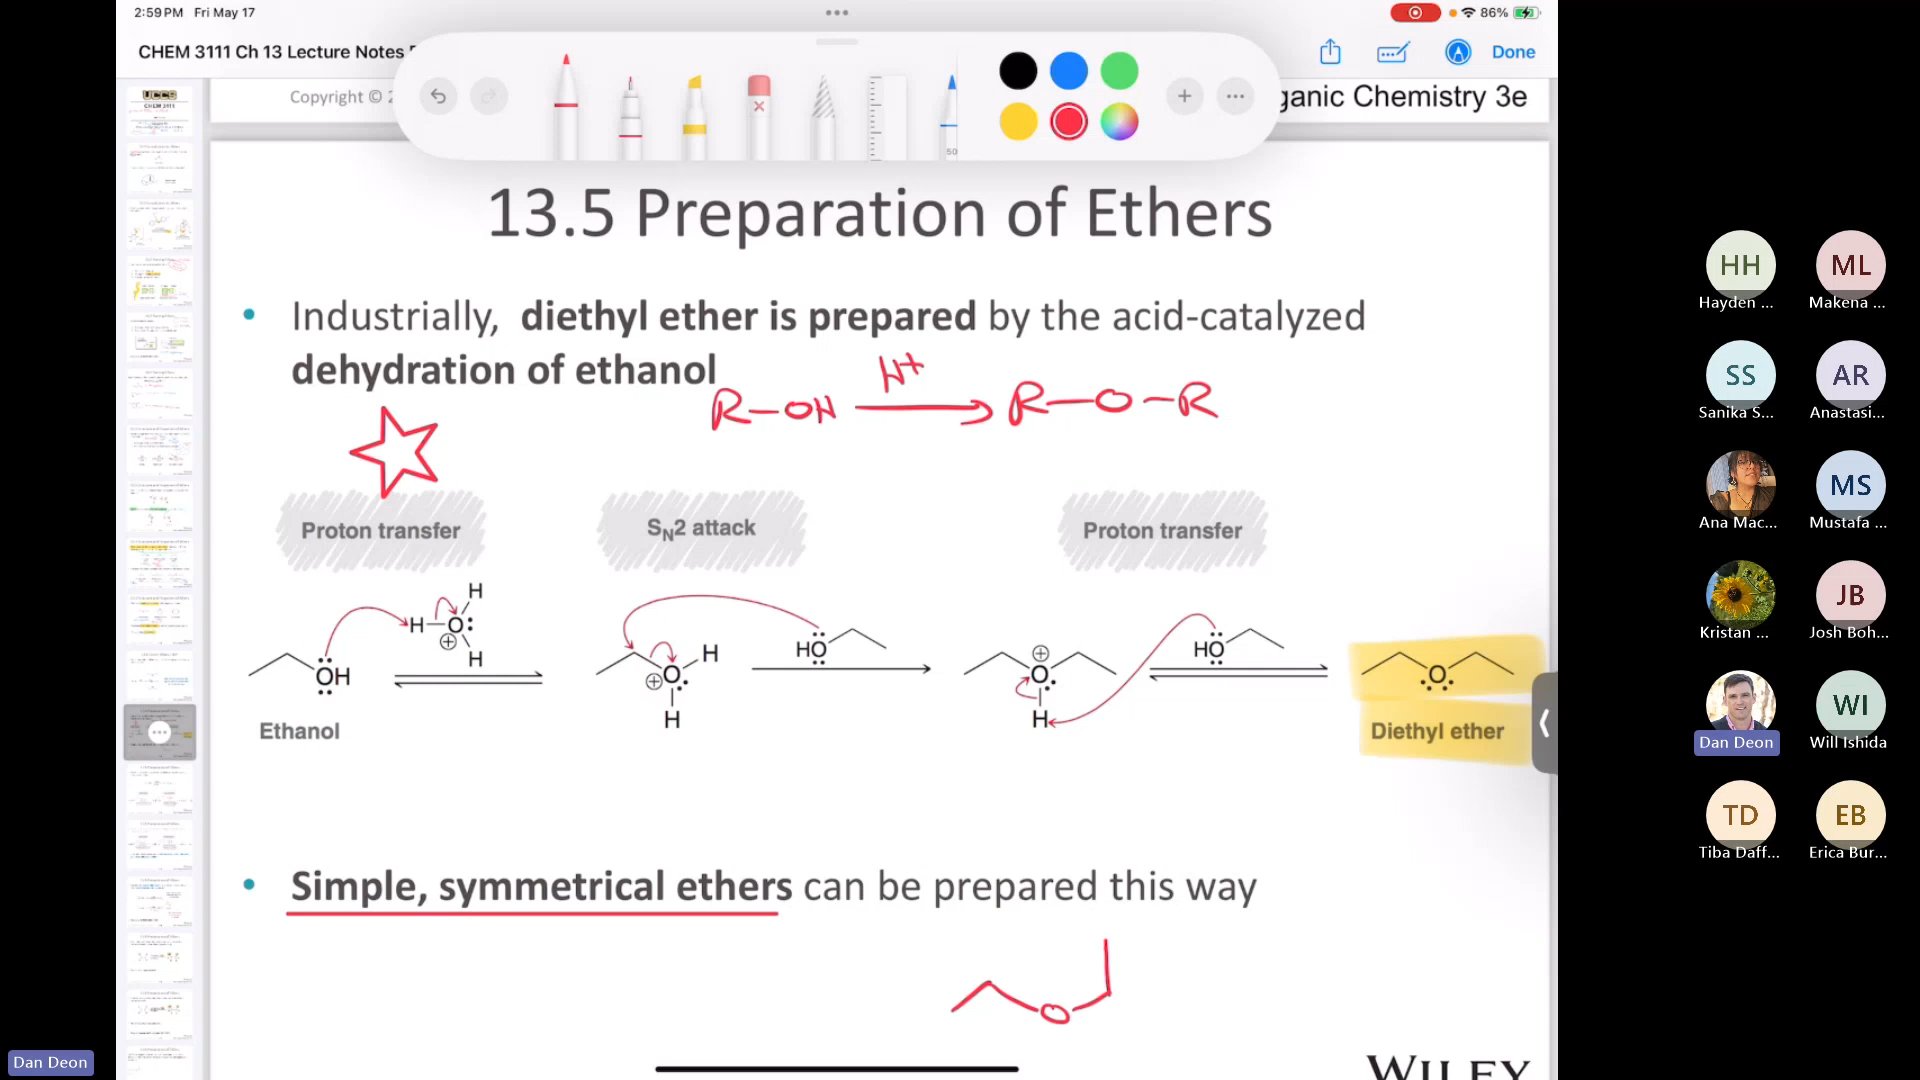 2:59 PM Fri May 17
86%
CHEM 3111 Ch 13 Lecture Notes
Done
Copyright ©
ganic Chemistry 3e
50
UCCS
CHEM 3111
13.5 Preparation of Ethers
• Industrially, diethyl ether is prepared by the acid-catalyzed
dehydration of ethanol
H+
R-OH → R-O-R
Proton transfer
SN2 attack
Proton transfer
H
H-O:
⊕
H
OH
Ethanol
HO
O H
⊕
H
⊕
O
H
HO
O
Diethyl ether
• Simple, symmetrical ethers can be prepared this way
O
WILEY
HH
Hayden ...
ML
Makena ...
SS
Sanika S...
AR
Anastasi...
Ana Mac...
MS
Mustafa ...
Kristan ...
JB
Josh Boh...
Dan Deon
WI
Will Ishida
TD
Tiba Daff...
EB
Erica Bur...
Dan Deon